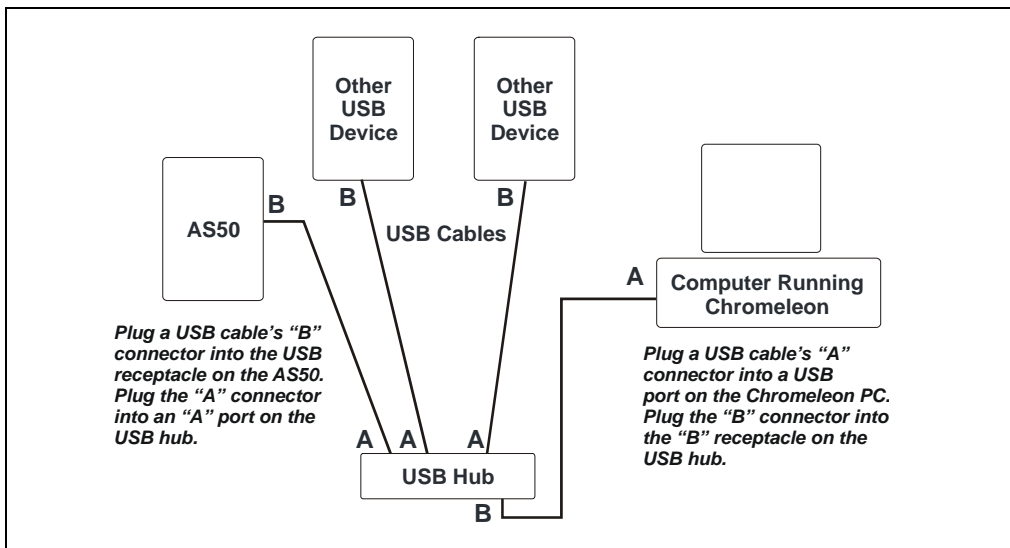 Other
USB
Device
Other
USB
Device
B
B
AS50
B
USB Cables
A
Computer Running
Chromeleon
Plug a USB cable's “B”
connector into the USB
receptacle on the AS50.
Plug the “A” connector
into an “A” port on the
USB hub.
Plug a USB cable's “A”
connector into a USB
port on the Chromeleon PC.
Plug the “B” connector into
the “B” receptacle on the
USB hub.
A
A
A
USB Hub
B